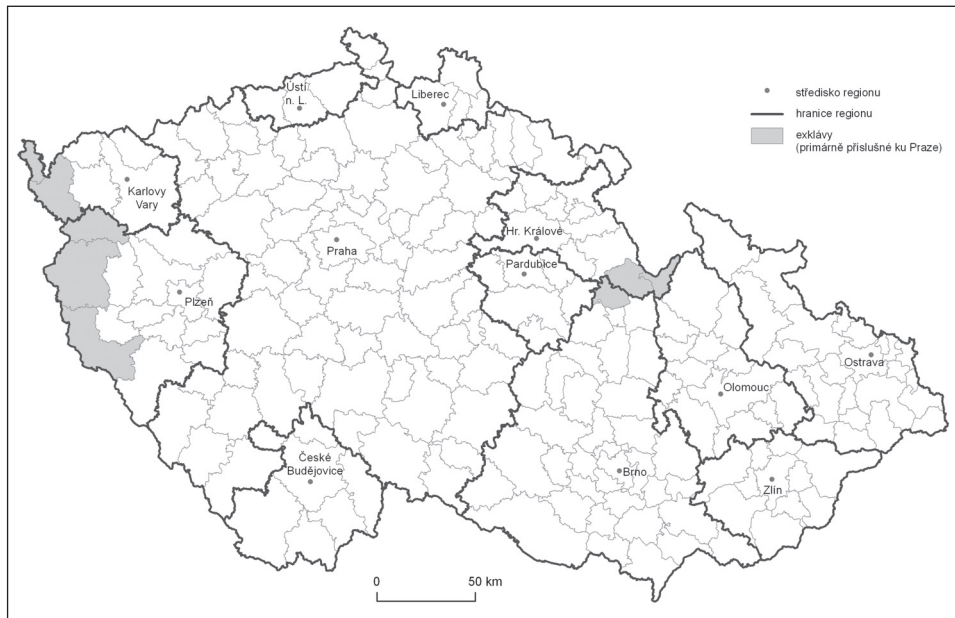 Ústí
n. L.
Liberec
středisko regionu
hranice regionu
exklávy
(primárně příslušné ku Praze)
Karlovy
Vary
Praha
Hr. Králové
Pardubice
Plzeň
Ostrava
Olomouc
České
Budějovice
Brno
Zlín
0
50 km